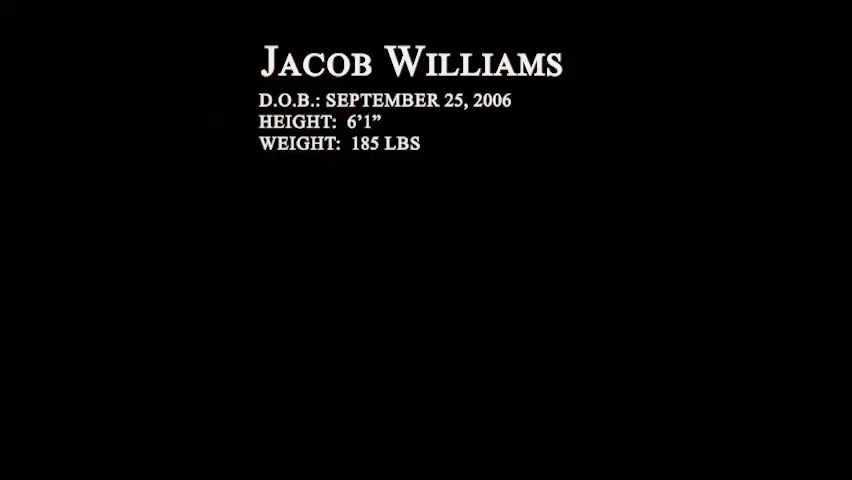 JACOB WILLIAMS
D.O.B.: SEPTEMBER 25, 2006
HEIGHT: 6’1”
WEIGHT: 185 LBS